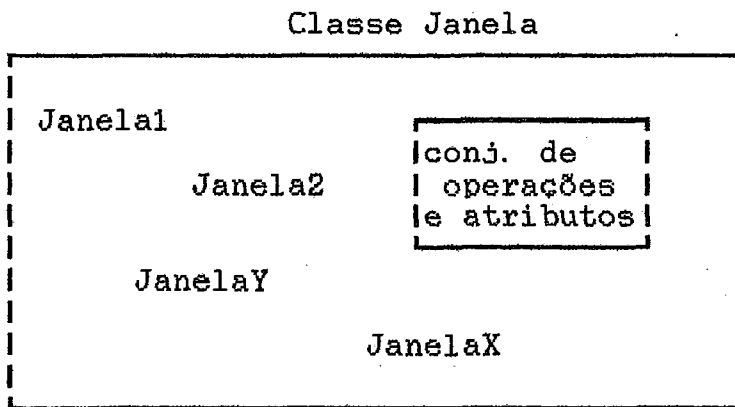 Classe Janela
Janela1
conj. de
Janela2
operações
e atributos
JanelaY
JanelaX